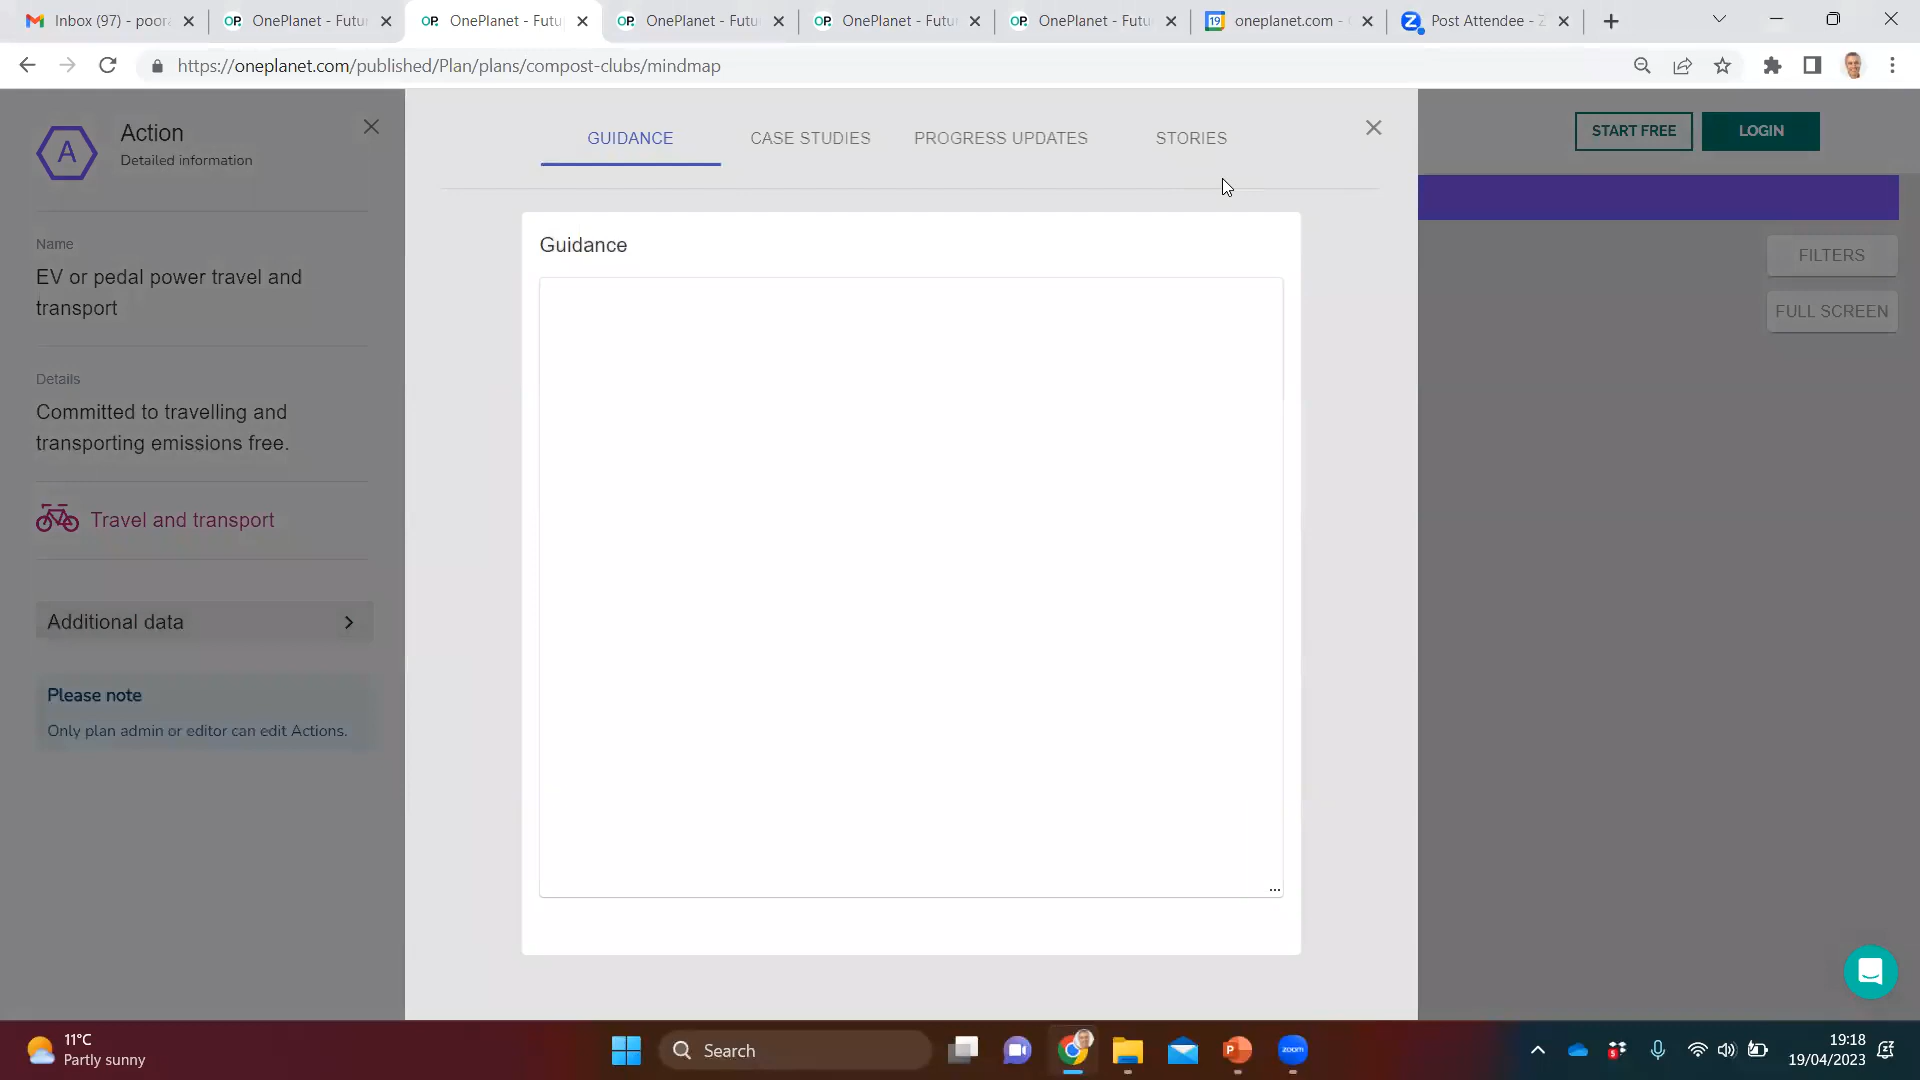 Inbox (97) - poor
OnePlanet - Futur
OnePlanet - Futu
OnePlanet - Futu
OnePlanet - Futur
OnePlanet - Futu
19
oneplanet.com -
Post Attendee - Z
https://oneplanet.com/published/Plan/plans/compost-clubs/mindmap
A
Action
Detailed information
Name
EV or pedal power travel and
transport
Details
Committed to travelling and
transporting emissions free.
Travel and transport
Additional data
Please note
Only plan admin or editor can edit Actions.
GUIDANCE
CASE STUDIES
PROGRESS UPDATES
STORIES
Guidance
...
START FREE
LOGIN
FILTERS
FULL SCREEN
11°C
Partly sunny
Search
zoom
19:18
19/04/2023